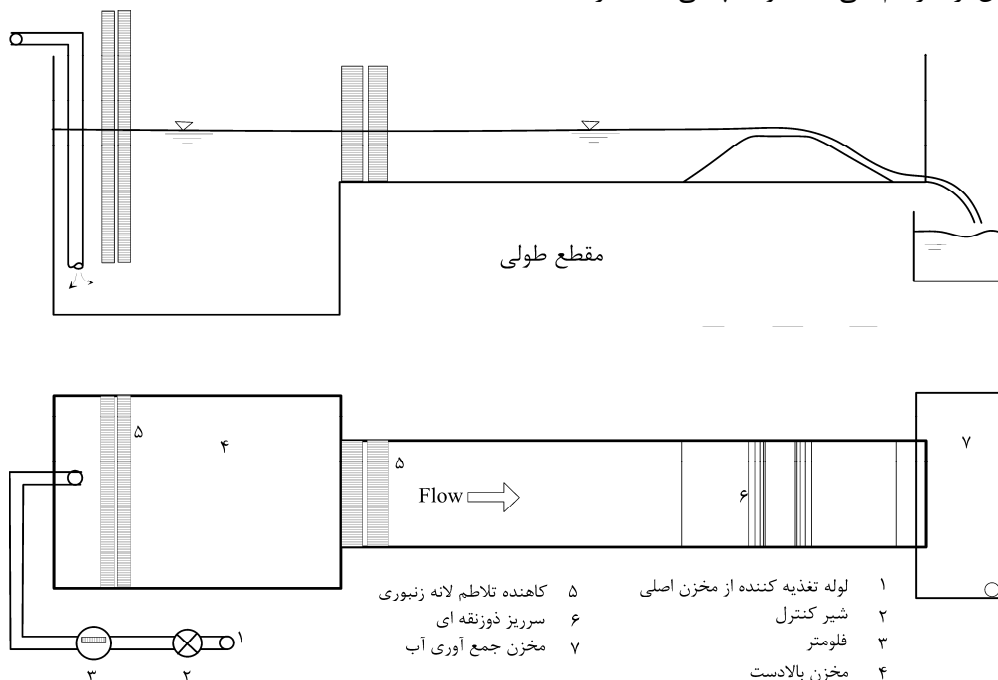 مقطع طولی
۵
۴
۵
Flow
۶
۷
۱
۲
۳
۱ لوله تغذیه کننده از مخزن اصلی
۲ شیر کنترل
۳ فلومتر
۴ مخزن بالادست
۵ کاهنده تلاطم لانه زنبوری
۶ سرریز ذوزنقه ای
۷ مخزن جمع آوری آب